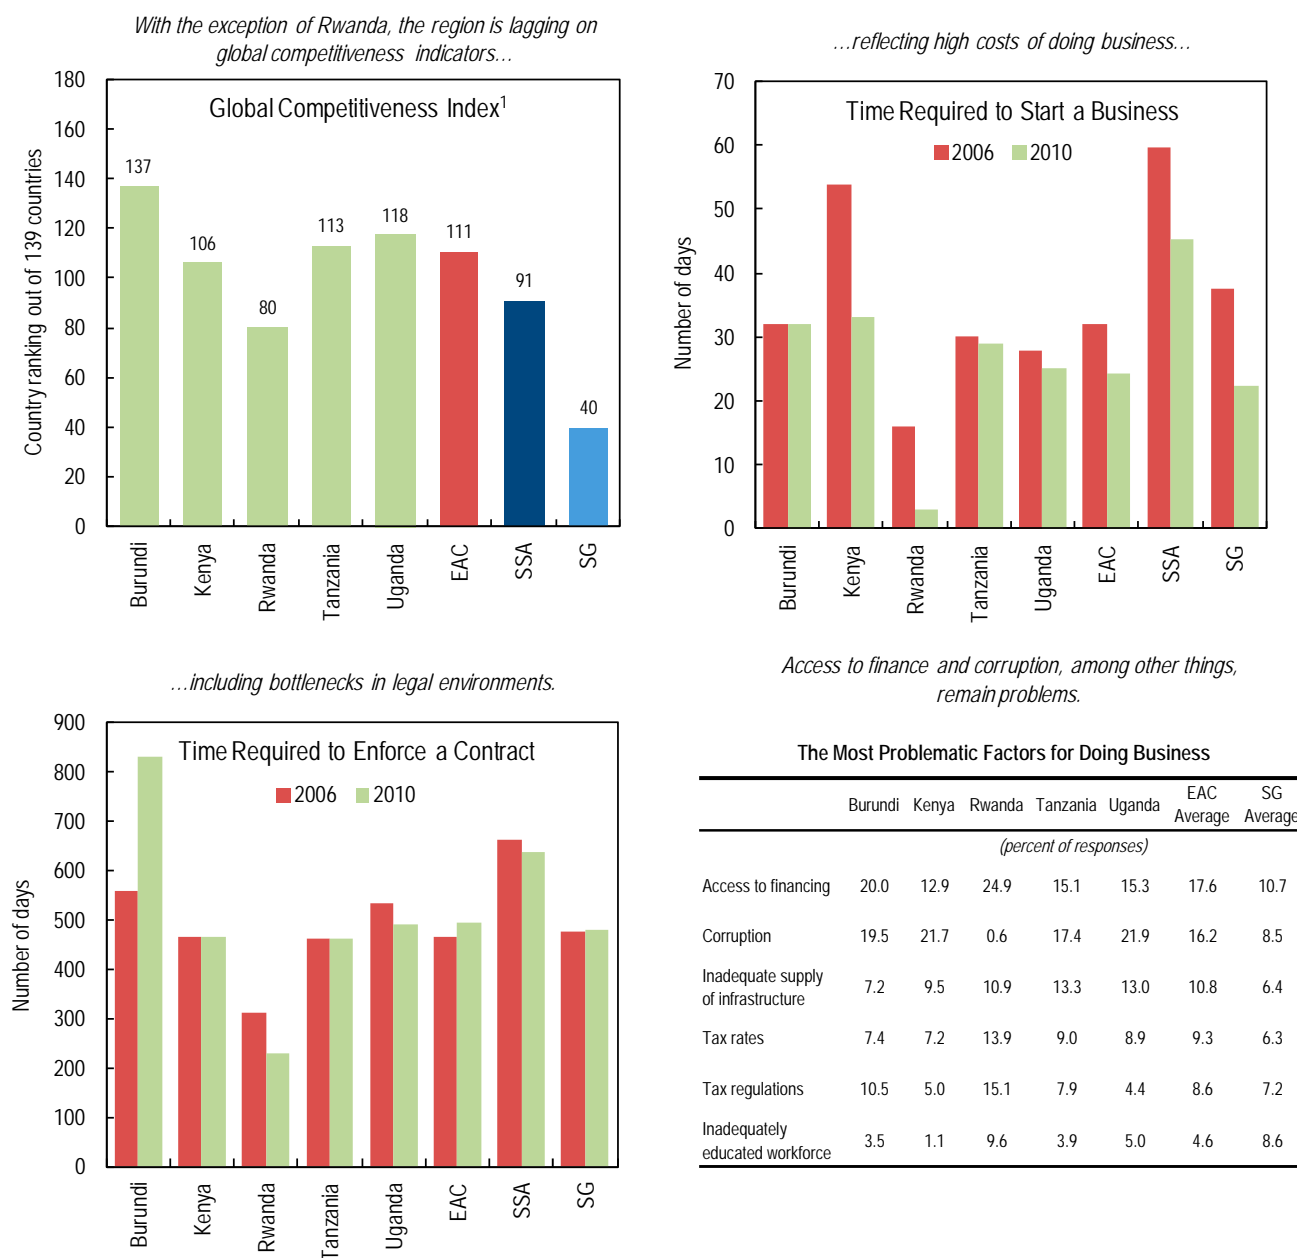 With the exception of Rwanda, the region is lagging on
global competitiveness indicators…
Global Competitiveness Index1
Country ranking out of 139 countries
180
160
140
120
100
80
60
40
20
0
137
106
80
113
118
111
91
40
Burundi
Kenya
Rwanda
Tanzania
Uganda
EAC
SSA
SG
…reflecting high costs of doing business…
Time Required to Start a Business
2006 2010
Number of days
70
60
50
40
30
20
10
0
Burundi
Kenya
Rwanda
Tanzania
Uganda
EAC
SSA
SG
…including bottlenecks in legal environments.
Time Required to Enforce a Contract
2006 2010
Number of days
900
800
700
600
500
400
300
200
100
0
Burundi
Kenya
Rwanda
Tanzania
Uganda
EAC
SSA
SG
Access to finance and corruption, among other things,
remain problems.
The Most Problematic Factors for Doing Business
Burundi Kenya Rwanda Tanzania Uganda EAC Average SG Average
(percent of responses)
Access to financing 20.0 12.9 24.9 15.1 15.3 17.6 10.7
Corruption 19.5 21.7 0.6 17.4 21.9 16.2 8.5
Inadequate supply
of infrastructure 7.2 9.5 10.9 13.3 13.0 10.8 6.4
Tax rates 7.4 7.2 13.9 9.0 8.9 9.3 6.3
Tax regulations 10.5 5.0 15.1 7.9 4.4 8.6 7.2
Inadequately
educated workforce 3.5 1.1 9.6 3.9 5.0 4.6 8.6